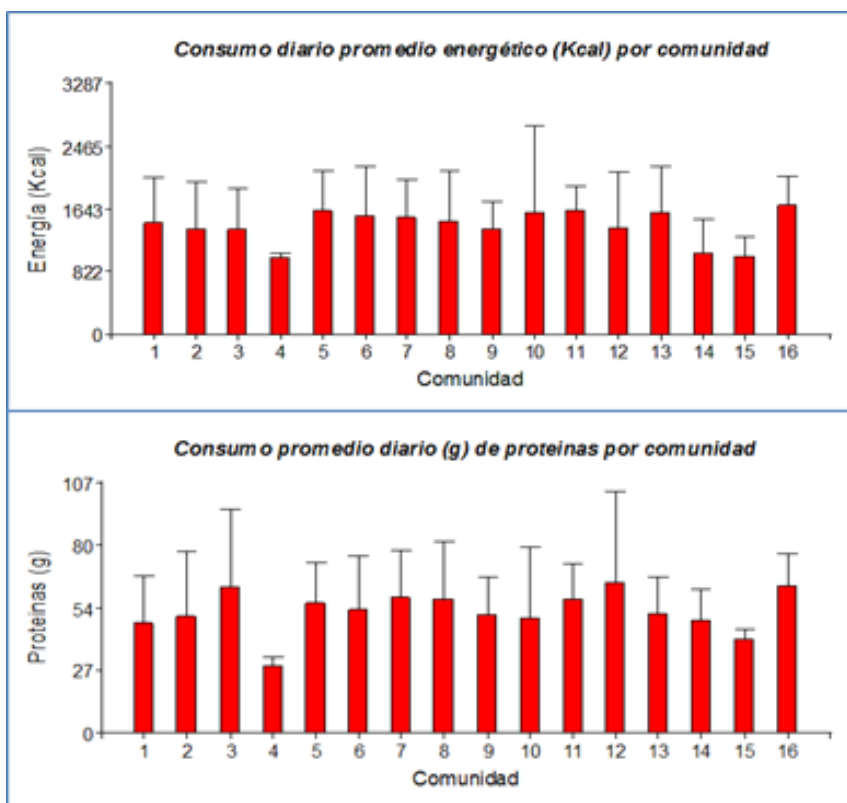 Consumo diario promedio energético (Kcal) por comunidad
3287
2465
1643
822
0
Energía (Kcal)
1 2 3 4 5 6 7 8 9 10 11 12 13 14 15 16
Comunidad
Consumo promedio diario (g) de proteinas por comunidad
107
80
54
27
0
Proteinas (g)
1 2 3 4 5 6 7 8 9 10 11 12 13 14 15 16
Comunidad